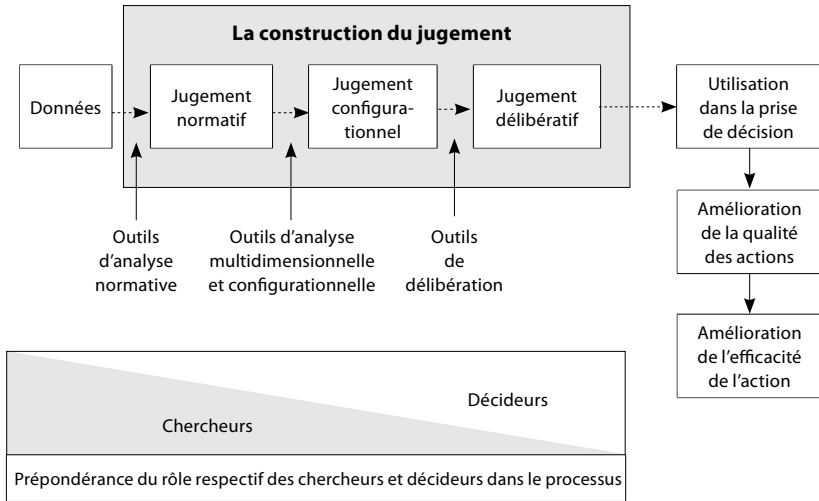 La construction du jugement
Données
Jugement
normatif
Jugement
configura-
tionnel
Jugement
délibératif
Utilisation
dans la prise
de décision
Outils
d’analyse
normative
Outils d’analyse
multidimensionnelle
et configurationnelle
Outils
de
délibération
Amélioration
de la qualité
des actions
Amélioration
de l’efficacité
de l’action
Décideurs
Chercheurs
Prépondérance du rôle respectif des chercheurs et décideurs dans le processus